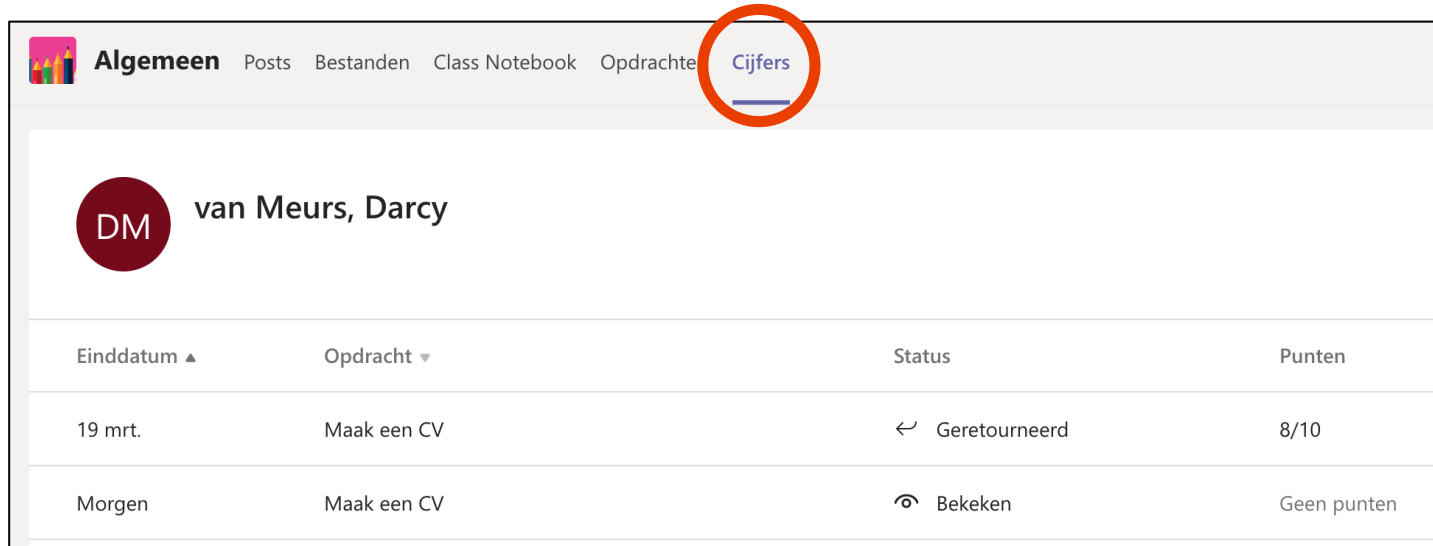 Algemeen Posts Bestanden Class Notebook Opdrachte Cijfers
DM van Meurs, Darcy
Einddatum Opdracht Status Punten
19 mrt. Maak een CV Geretourneerd 8/10
Morgen Maak een CV Bekeken Geen punten